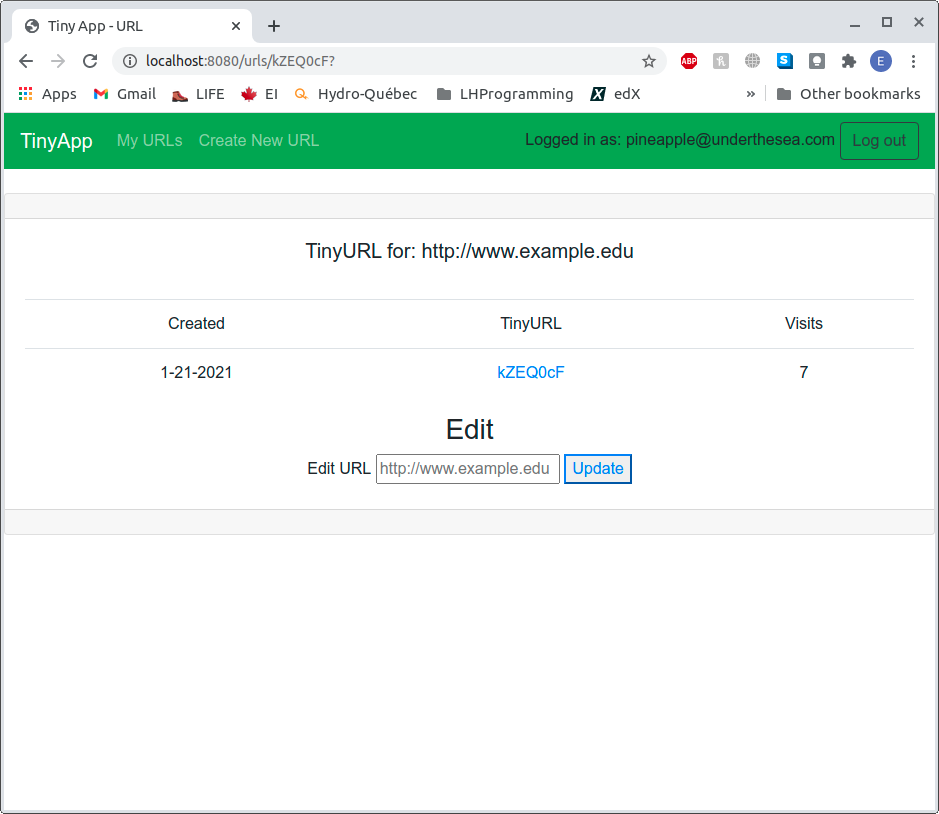 Tiny App - URL
localhost:8080/urls/kZEQ0cF?
ABP
S
E
Apps
Gmail
LIFE
EI
Hydro-Québec
LHProgramming
X
edX
»
Other bookmarks
TinyApp
My URLs
Create New URL
Logged in as: pineapple@underthesea.com
Log out
TinyURL for: http://www.example.edu
Created TinyURL Visits
1-21-2021 kZEQ0cF 7
Edit
Edit URL http://www.example.edu Update